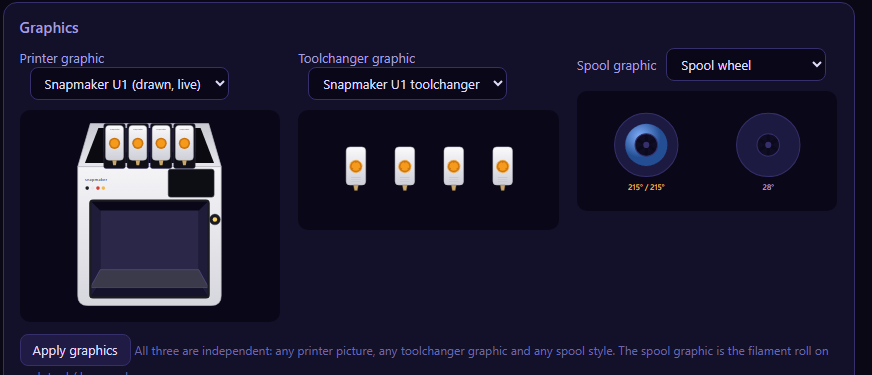 Graphics
Printer graphic
Snapmaker U1 (drawn, live)
Toolchanger graphic
Snapmaker U1 toolchanger
Spool graphic
Spool wheel
snapmaker
215° / 215°
28°
Apply graphics
All three are independent: any printer picture, any toolchanger graphic and any spool style. The spool graphic is the filament roll on